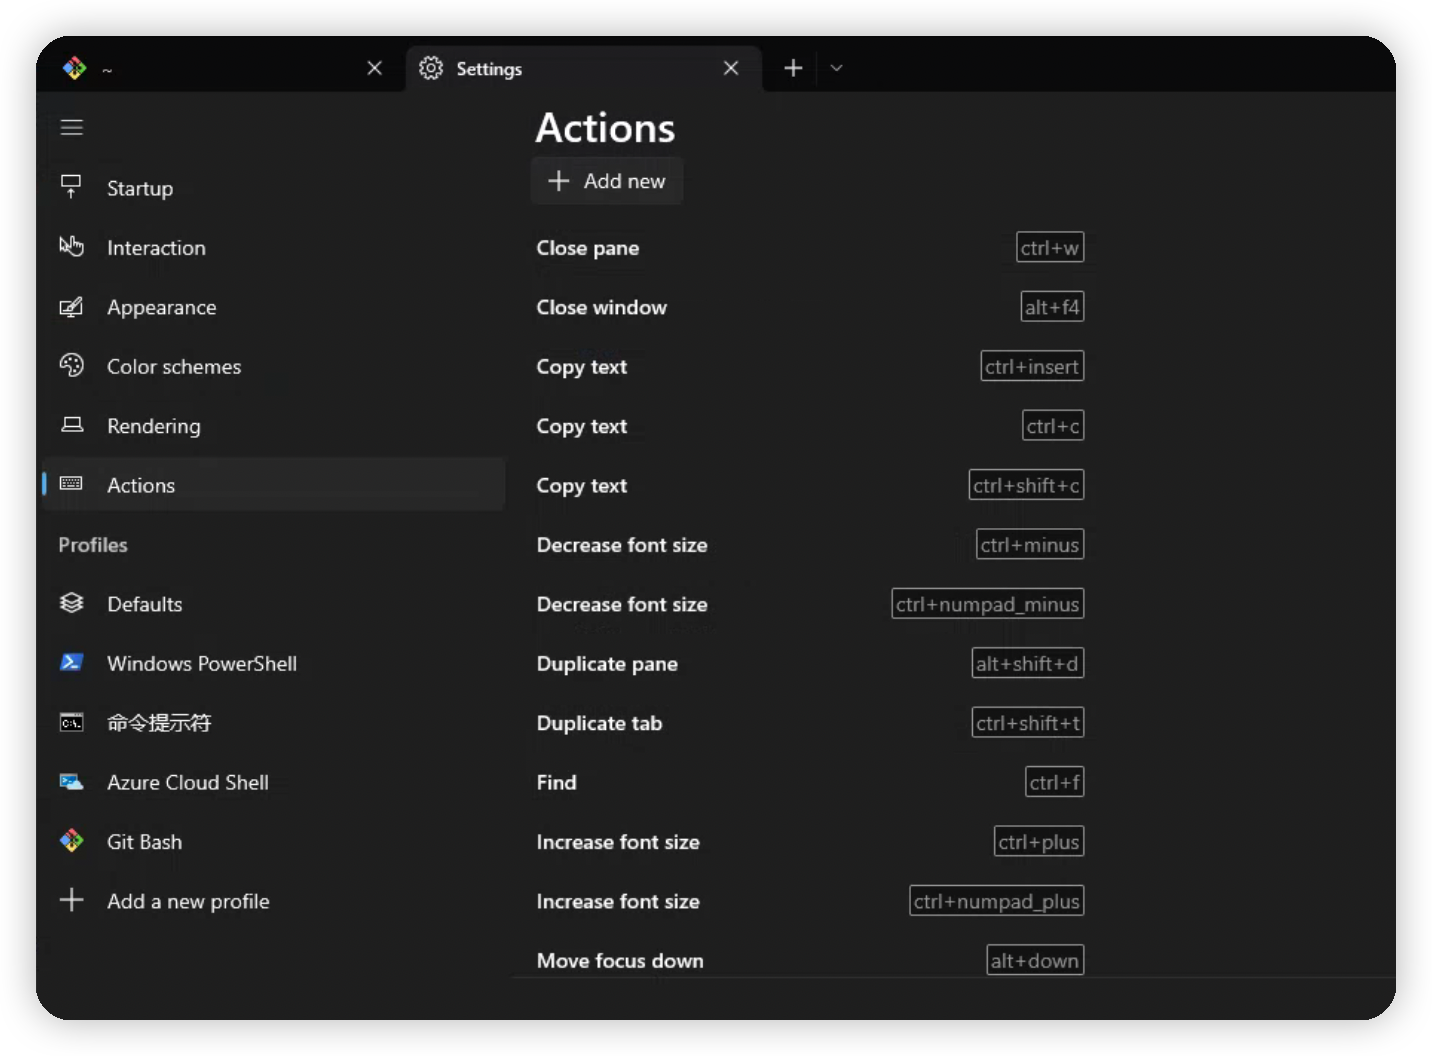 ~
Settings
Startup
Interaction
Appearance
Color schemes
Rendering
Actions
Profiles
Defaults
Windows PowerShell
命令提示符
Azure Cloud Shell
Git Bash
Add a new profile
Actions
Add new
Close pane ctrl+w
Close window alt+f4
Copy text ctrl+insert
Copy text ctrl+c
Copy text ctrl+shift+c
Decrease font size ctrl+minus
Decrease font size ctrl+numpad_minus
Duplicate pane alt+shift+d
Duplicate tab ctrl+shift+t
Find ctrl+f
Increase font size ctrl+plus
Increase font size ctrl+numpad_plus
Move focus down alt+down